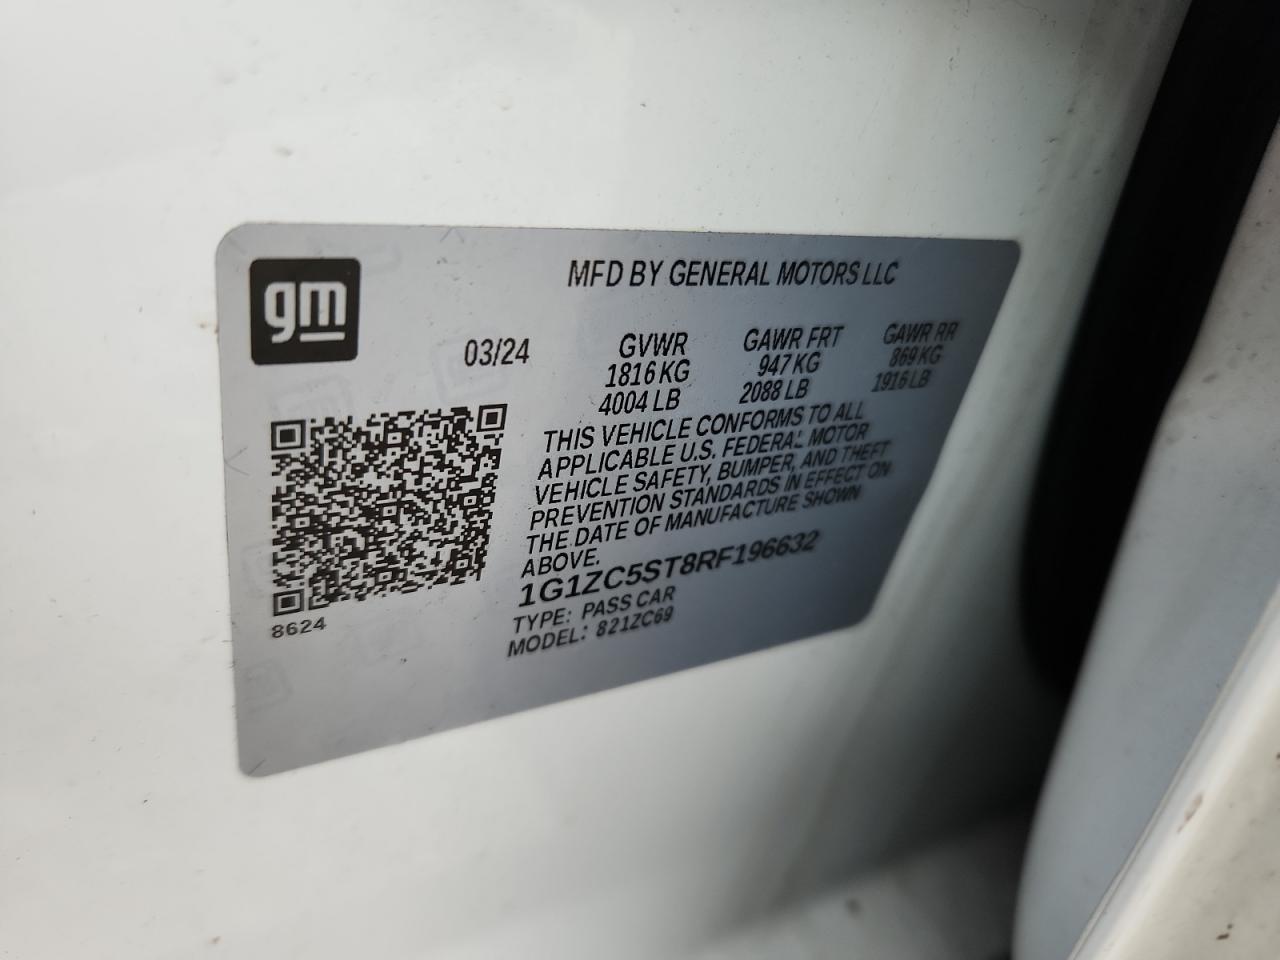 gm
MFD BY GENERAL MOTORS LLC
03/24
GVWR
1816 KG
4004 LB
GAWR FRT
947 KG
2088 LB
GAWR RR
869 KG
1916 LB
THIS VEHICLE CONFORMS TO ALL
APPLICABLE U.S. FEDERAL MOTOR
VEHICLE SAFETY, BUMPER, AND THEFT
PREVENTION STANDARDS IN EFFECT ON
THE DATE OF MANUFACTURE SHOWN
ABOVE.
1G1ZC5ST8RF196632
TYPE: PASS CAR
MODEL: 821ZC69
8624